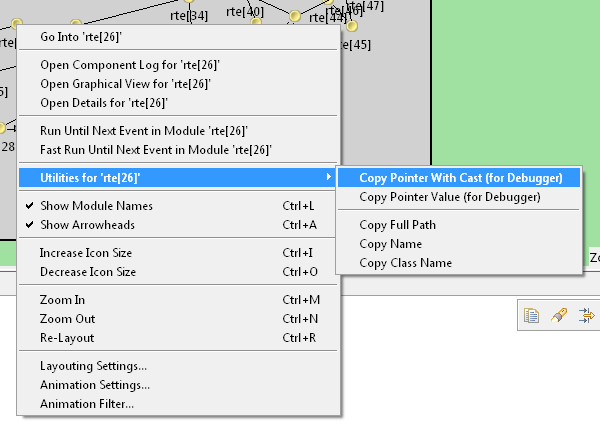 rte[34]
rte[40]
rte[47]
rte[44]
rte[45]
5]
28
Go Into 'rte[26]'
Open Component Log for 'rte[26]'
Open Graphical View for 'rte[26]'
Open Details for 'rte[26]'
Run Until Next Event in Module 'rte[26]'
Fast Run Until Next Event in Module 'rte[26]'
Utilities for 'rte[26]'
Copy Pointer With Cast (for Debugger)
Copy Pointer Value (for Debugger)
Copy Full Path
Copy Name
Copy Class Name
Show Module Names Ctrl+L
Show Arrowheads Ctrl+A
Increase Icon Size Ctrl+I
Decrease Icon Size Ctrl+O
Zoom In Ctrl+M
Zoom Out Ctrl+N
Re-Layout Ctrl+R
Layouting Settings...
Animation Settings...
Animation Filter...
Zo